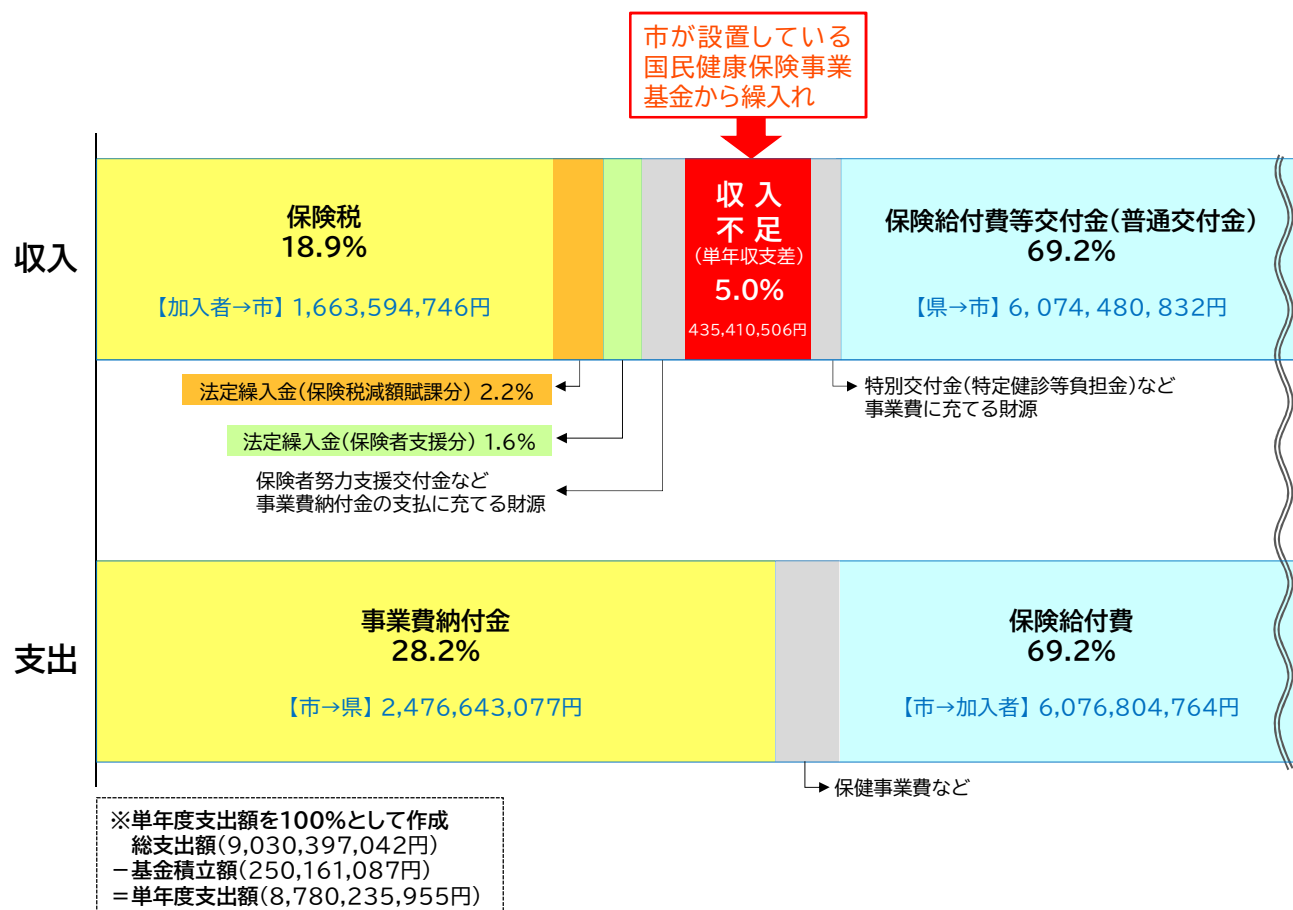 市が設置している
国民健康保険事業
基金から繰入れ
収入
保険税
18.9%
【加入者→市】1,663,594,746円
収 入
不 足
(単年収支差)
5.0%
435,410,506円
保険給付費等交付金(普通交付金)
69.2%
【県→市】6, 074, 480, 832円
法定繰入金(保険税減額賦課分) 2.2%
法定繰入金(保険者支援分) 1.6%
保険者努力支援交付金など
事業費納付金の支払に充てる財源
特別交付金(特定健診等負担金)など
事業費に充てる財源
支出
事業費納付金
28.2%
【市→県】2,476,643,077円
保険給付費
69.2%
【市→加入者】6,076,804,764円
保健事業費など
※単年度支出額を100%として作成
総支出額(9,030,397,042円)
－基金積立額(250,161,087円)
＝単年度支出額(8,780,235,955円)